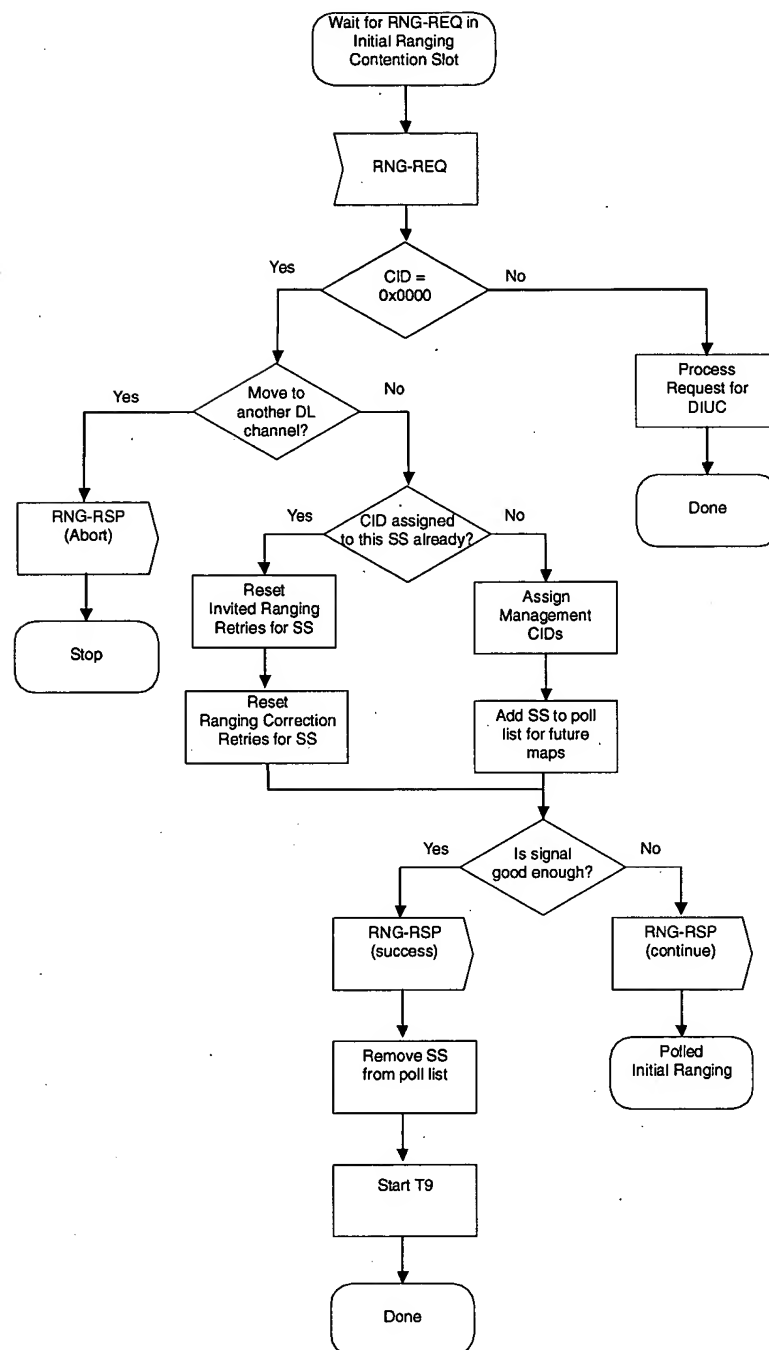 Wait for RNG-REQ in
Initial Ranging
Contention Slot
RNG-REQ
Yes
CID =
0x0000
No
Yes
Move to
another DL
channel?
No
Process
Request for
DIUC
RNG-RSP
(Abort)
Yes
CID assigned
to this SS already?
No
Done
Reset
Invited Ranging
Retries for SS
Assign
Management
CIDs
Stop
Reset
Ranging Correction
Retries for SS
Add SS to poll
list for future
maps
Yes
Is signal
good enough?
No
RNG-RSP
(success)
RNG-RSP
(continue)
Remove SS
from poll list
Polled
Initial Ranging
Start T9
Done